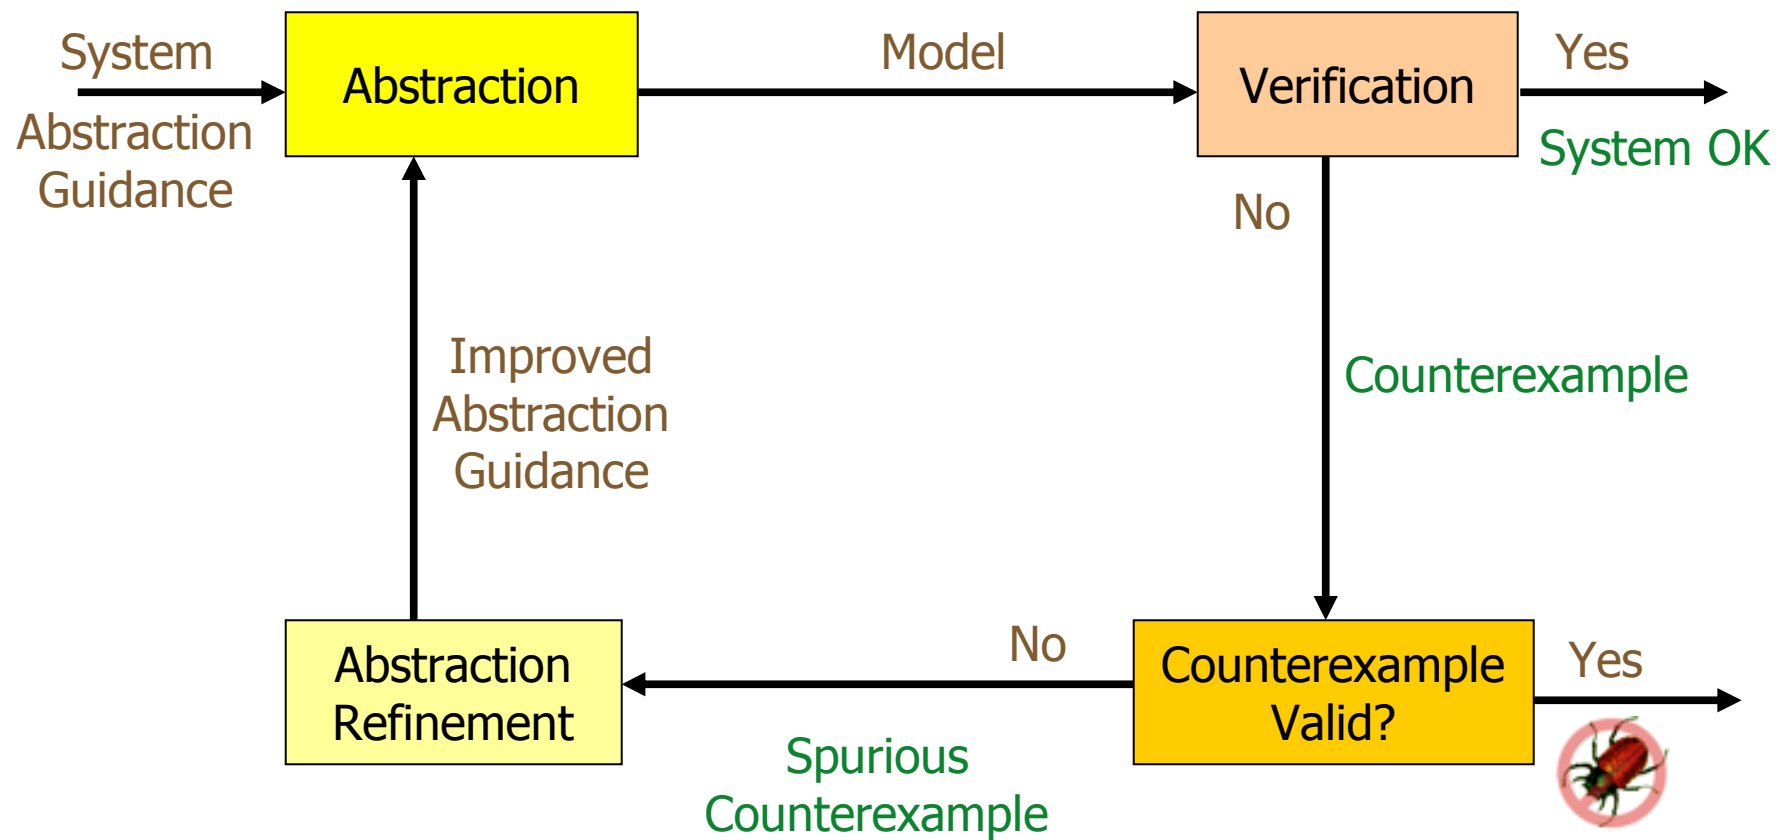 System
Abstraction
Guidance
Abstraction
Model
Verification
Yes
System OK
No
Counterexample
Improved
Abstraction
Guidance
Abstraction
Refinement
No
Spurious
Counterexample
Counterexample
Valid?
Yes